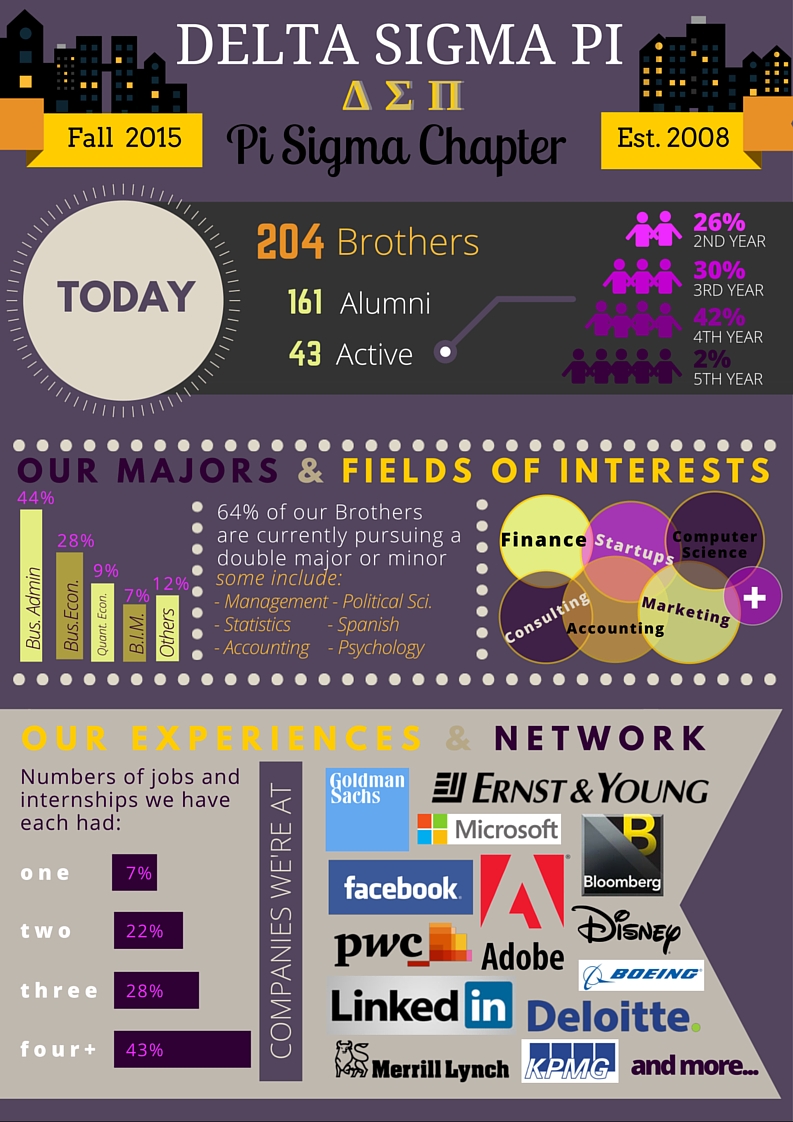 DELTA SIGMA PI
Δ Σ Π
Fall 2015
Pi Sigma Chapter
Est. 2008
TODAY
204 Brothers
161 Alumni
43 Active
26%
2ND YEAR
30%
3RD YEAR
42%
4TH YEAR
2%
5TH YEAR
OUR MAJORS & FIELDS OF INTERESTS
44%
Bus. Admin
28%
Bus.Econ.
9%
Quant. Econ.
7%
B.I.M.
12%
Others
64% of our Brothers
are currently pursuing a
double major or minor
some include:
- Management - Political Sci.
- Statistics - Spanish
- Accounting - Psychology
Finance
Startups
Computer
Science
Consulting
Accounting
Marketing
+
OUR EXPERIENCES & NETWORK
Numbers of jobs and
internships we have
each had:
one 7%
two 22%
three 28%
four+ 43%
COMPANIES WE'RE AT
Goldman
Sachs
ERNST & YOUNG
Microsoft
B
Bloomberg
facebook
Adobe
DISNEY
pwc
BOEING
Linked in
Deloitte.
Merrill Lynch
KPMG
and more...